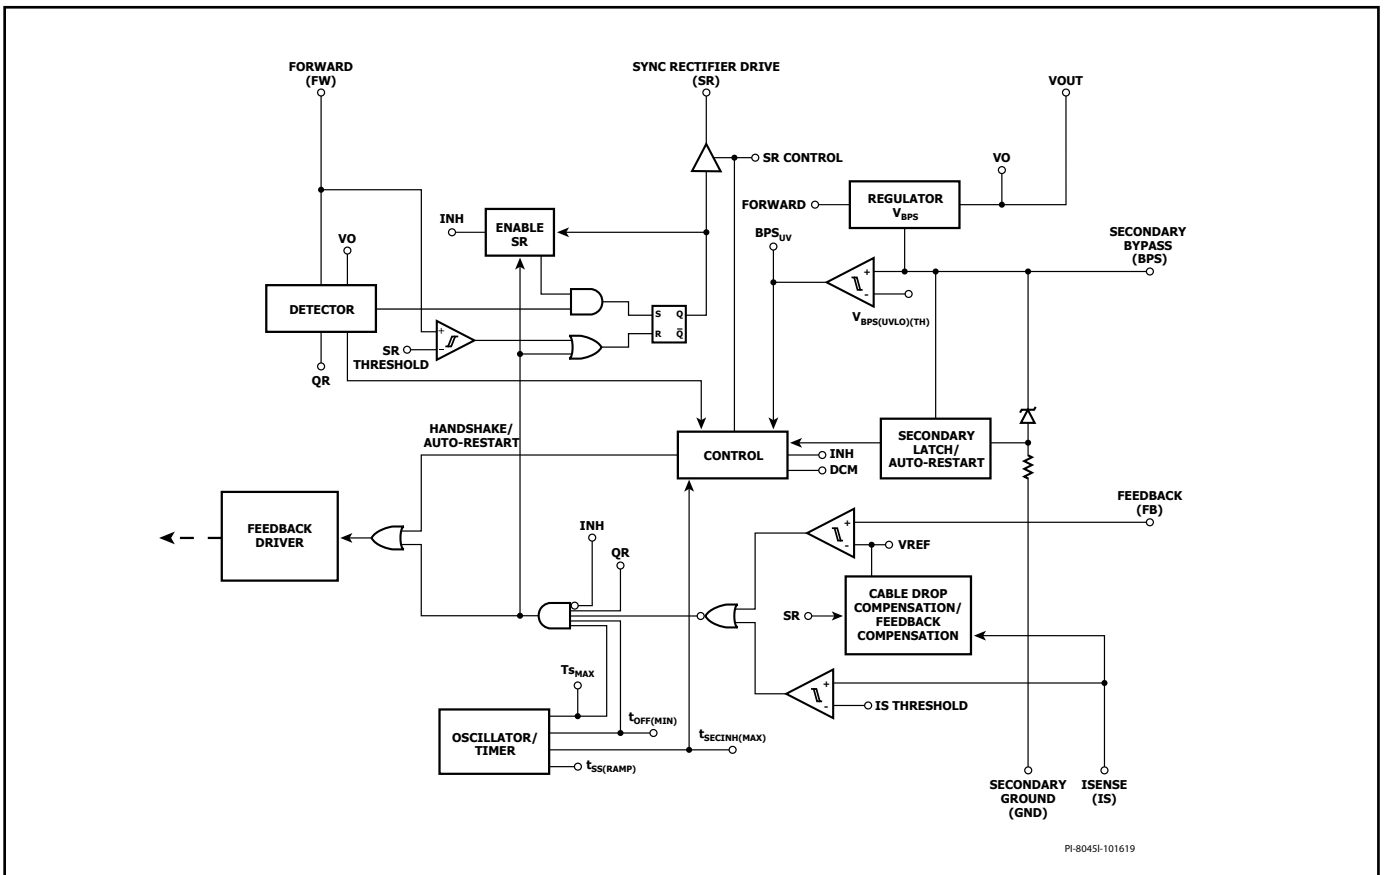 FORWARD
(FW)
SYNC RECTIFIER DRIVE
(SR)
VOUT
SR CONTROL
VO
FORWARD
REGULATOR
VBPS
INH
ENABLE
SR
BPSUV
SECONDARY
BYPASS
(BPS)
VO
DETECTOR
+
-
VBPS(UVLO)(TH)
S Q
R Q̅
+
−
SR
THRESHOLD
QR
HANDSHAKE/
AUTO-RESTART
CONTROL
INH
DCM
SECONDARY
LATCH/
AUTO-RESTART
FEEDBACK
(FB)
FEEDBACK
DRIVER
INH
QR
+
-
VREF
CABLE DROP
COMPENSATION/
FEEDBACK
COMPENSATION
SR
TsMAX
+
-
IS THRESHOLD
OSCILLATOR/
TIMER
tOFF(MIN)
tSECINH(MAX)
tSS(RAMP)
SECONDARY
GROUND
(GND)
ISENSE
(IS)
PI-8045l-101619